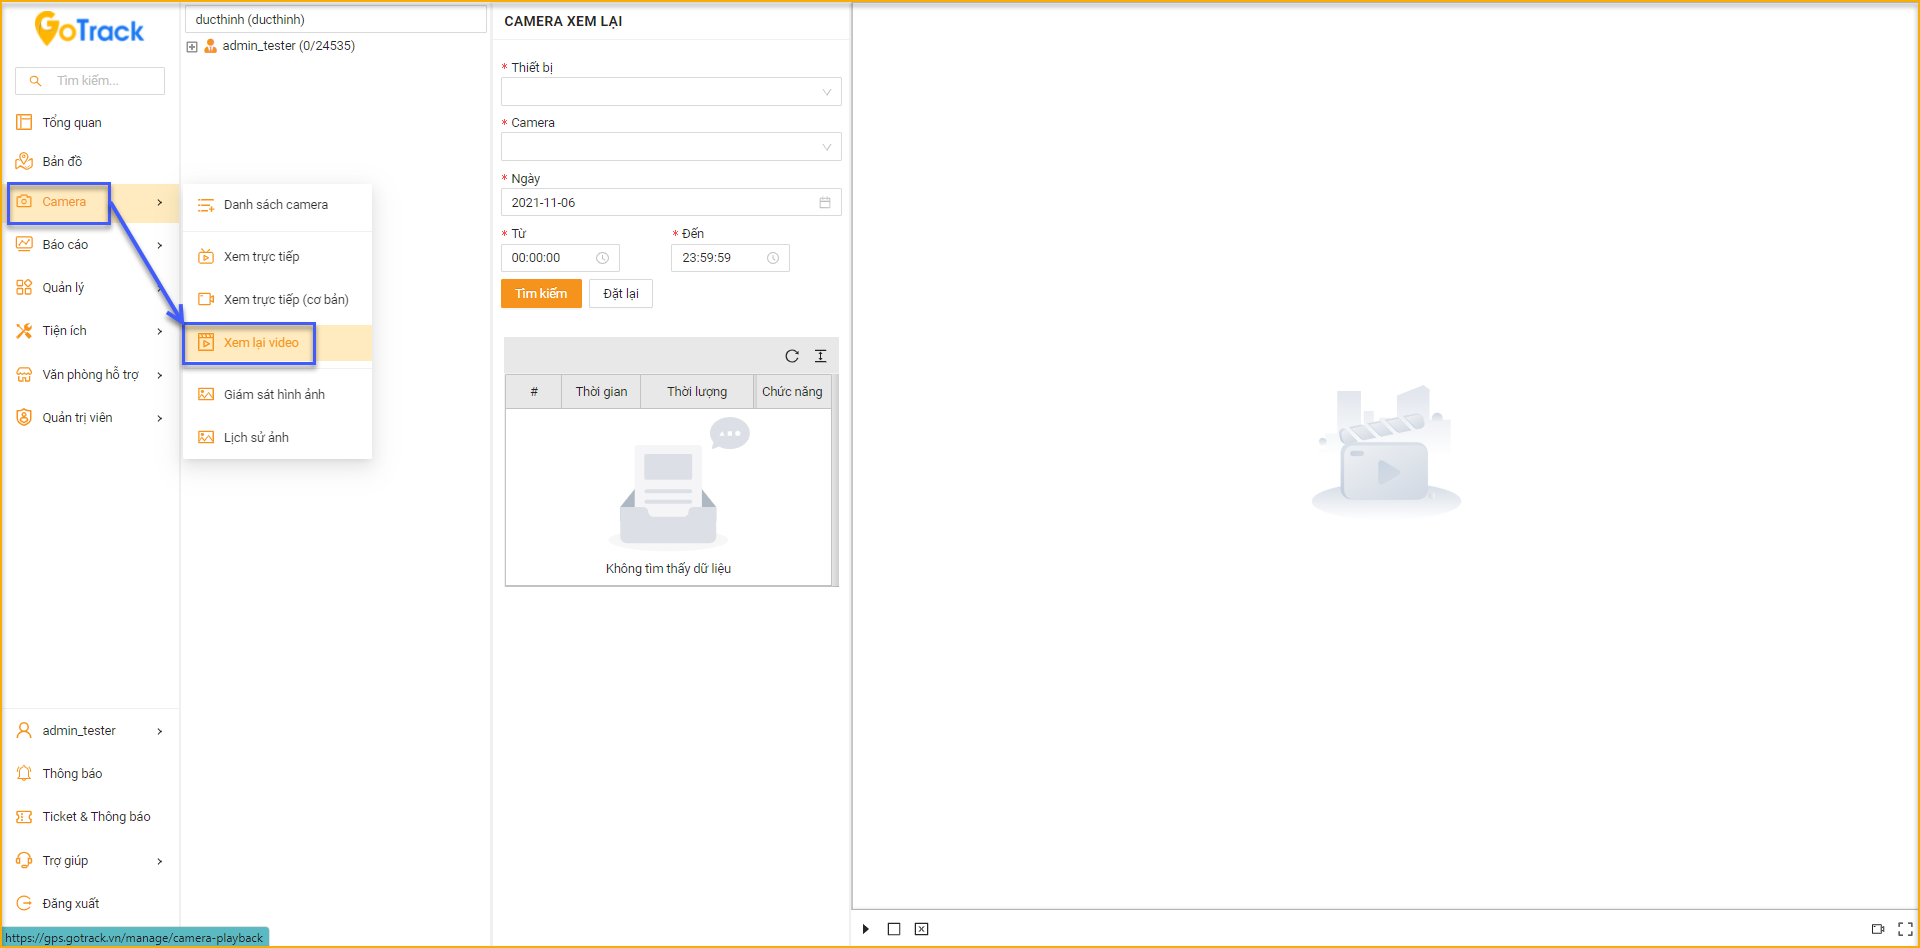 GoTrack
Tìm kiếm...
Tổng quan
Bản đồ
Camera
Báo cáo
Quản lý
Tiện ích
Văn phòng hỗ trợ
Quản trị viên
admin_tester
Thông báo
Ticket & Thông báo
Trợ giúp
Đăng xuất
https://gps.gotrack.vn/manage/camera-playback
ducthinh (ducthinh)
admin_tester (0/24535)
Danh sách camera
Xem trực tiếp
Xem trực tiếp (cơ bản)
Xem lại video
Giám sát hình ảnh
Lịch sử ảnh
CAMERA XEM LẠI
* Thiết bị
* Camera
* Ngày
2021-11-06
* Từ * Đến
00:00:00 23:59:59
Tìm kiếm Đặt lại
# Thời gian Thời lượng Chức năng
Không tìm thấy dữ liệu